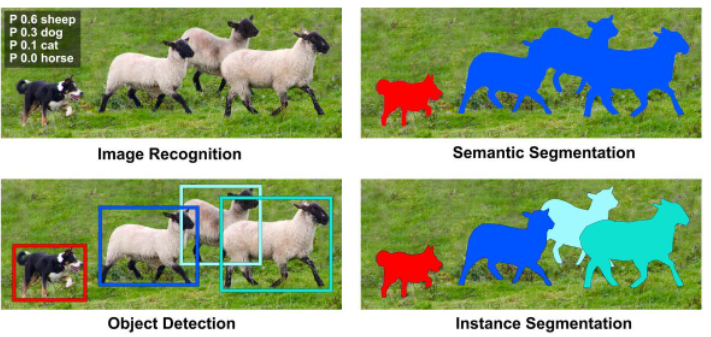 P 0.6 sheep
P 0.3 dog
P 0.1 cat
P 0.0 horse
Image Recognition
Semantic Segmentation
Object Detection
Instance Segmentation